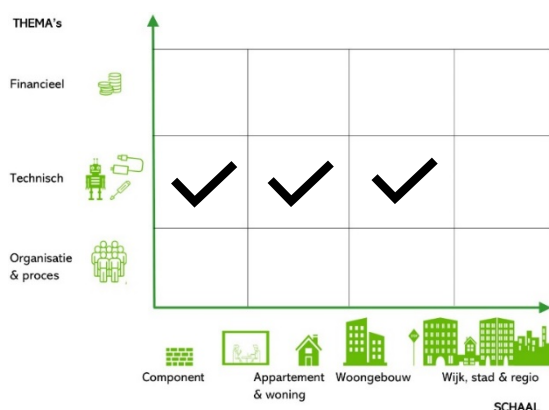 THEMA's
Financieel
Technisch
Organisatie
& proces
Component
Appartement
& woning
Woongebouw
Wijk, stad & regio
SCHAAL